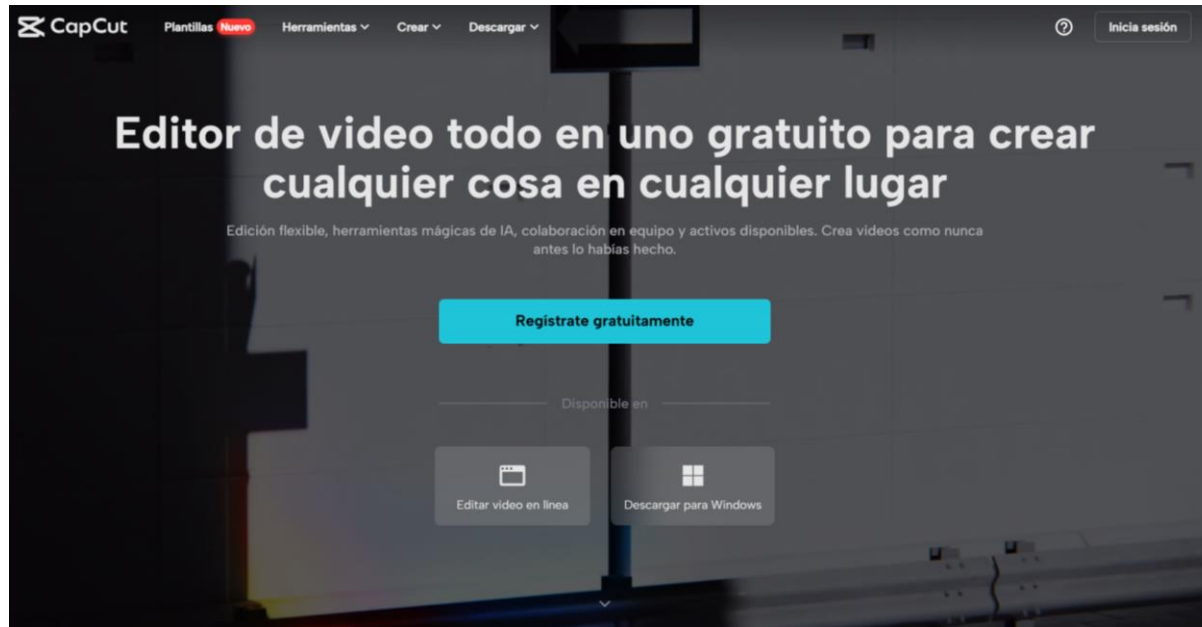 CapCut
Plantillas Nuevo
Herramientas
Crear
Descargar
Inicia sesión
Editor de video todo en uno gratuito para crear
cualquier cosa en cualquier lugar
Edición flexible, herramientas mágicas de IA, colaboración en equipo y activos disponibles. Crea videos como nunca
antes lo habías hecho.
Regístrate gratuitamente
Disponible en
Editar video en línea
Descargar para Windows